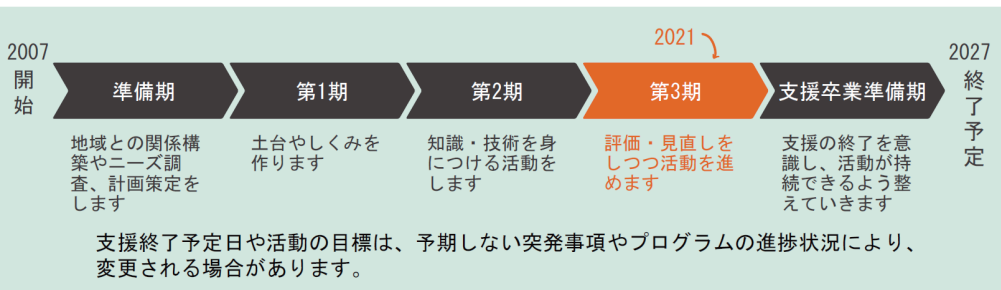 2021
2007
開始
準備期
第1期
第2期
第3期
支援卒業準備期
2027
終了予定
地域との関係構
築やニーズ調
査、計画策定を
します
土台やしくみを
作ります
知識・技術を身
につける活動を
します
評価・見直しを
しつつ活動を進
めます
支援の終了を意
識し、活動が持
続できるよう整
えていきます
支援終了予定日や活動の目標は、予期しない突発事項やプログラムの進捗状況により、
変更される場合があります。